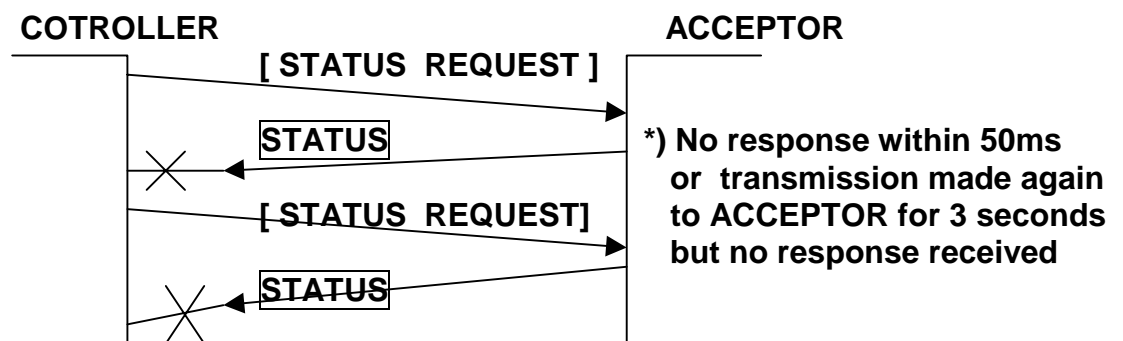 COTROLLER
ACCEPTOR
[ STATUS REQUEST ]
STATUS
*) No response within 50ms
or transmission made again
to ACCEPTOR for 3 seconds
but no response received
[ STATUS REQUEST]
STATUS